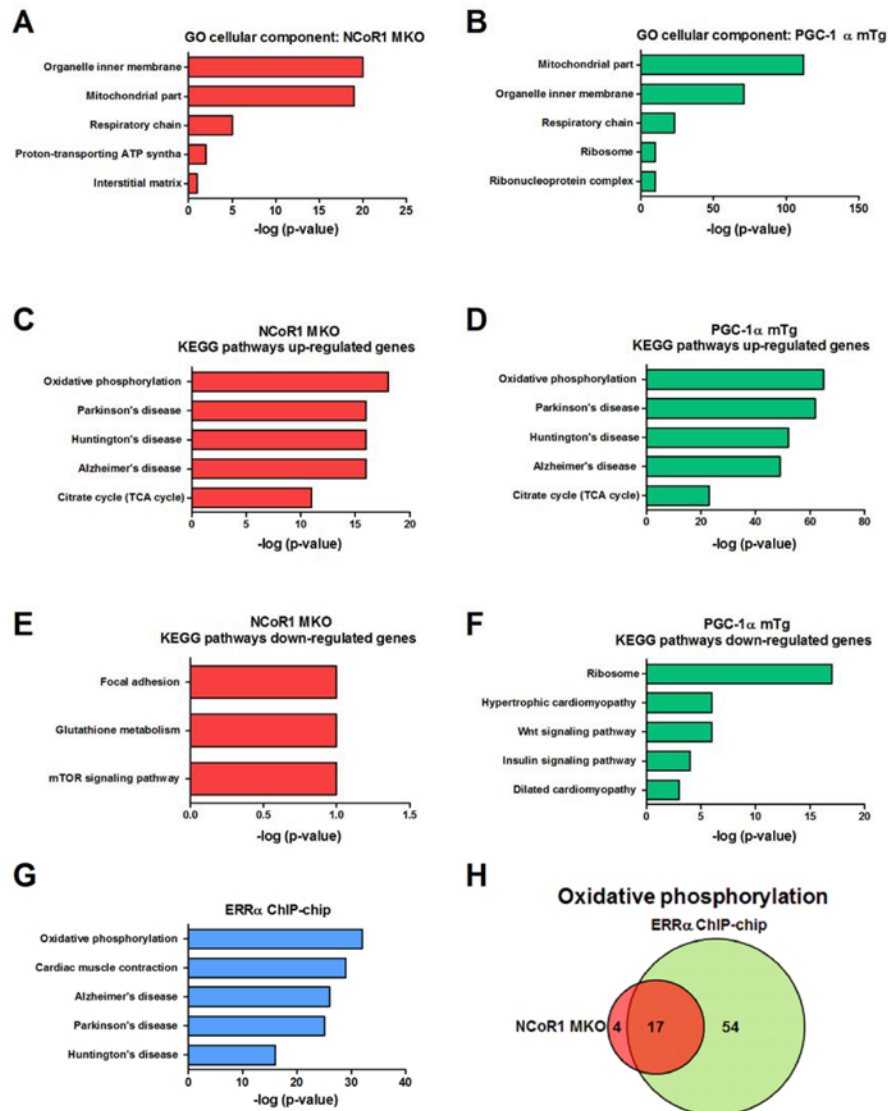 A
GO cellular component: NCoR1 MKO
Organelle inner membrane
Mitochondrial part
Respiratory chain
Proton-transporting ATP syntha
Interstitial matrix
0 5 10 15 20 25
-log (p-value)
B
GO cellular component: PGC-1 α mTg
Mitochondrial part
Organelle inner membrane
Respiratory chain
Ribosome
Ribonucleoprotein complex
0 50 100 150
-log (p-value)
C
NCoR1 MKO
KEGG pathways up-regulated genes
Oxidative phosphorylation
Parkinson's disease
Huntington's disease
Alzheimer's disease
Citrate cycle (TCA cycle)
0 5 10 15 20
-log (p-value)
D
PGC-1α mTg
KEGG pathways up-regulated genes
Oxidative phosphorylation
Parkinson's disease
Huntington's disease
Alzheimer's disease
Citrate cycle (TCA cycle)
0 20 40 60 80
-log (p-value)
E
NCoR1 MKO
KEGG pathways down-regulated genes
Focal adhesion
Glutathione metabolism
mTOR signaling pathway
0.0 0.5 1.0 1.5
-log (p-value)
F
PGC-1α mTg
KEGG pathways down-regulated genes
Ribosome
Hypertrophic cardiomyopathy
Wnt signaling pathway
Insulin signaling pathway
Dilated cardiomyopathy
0 5 10 15 20
-log (p-value)
G
ERRα ChIP-chip
Oxidative phosphorylation
Cardiac muscle contraction
Alzheimer's disease
Parkinson's disease
Huntington's disease
0 10 20 30 40
-log (p-value)
H
Oxidative phosphorylation
ERRα ChIP-chip
NCoR1 MKO 4 17 54